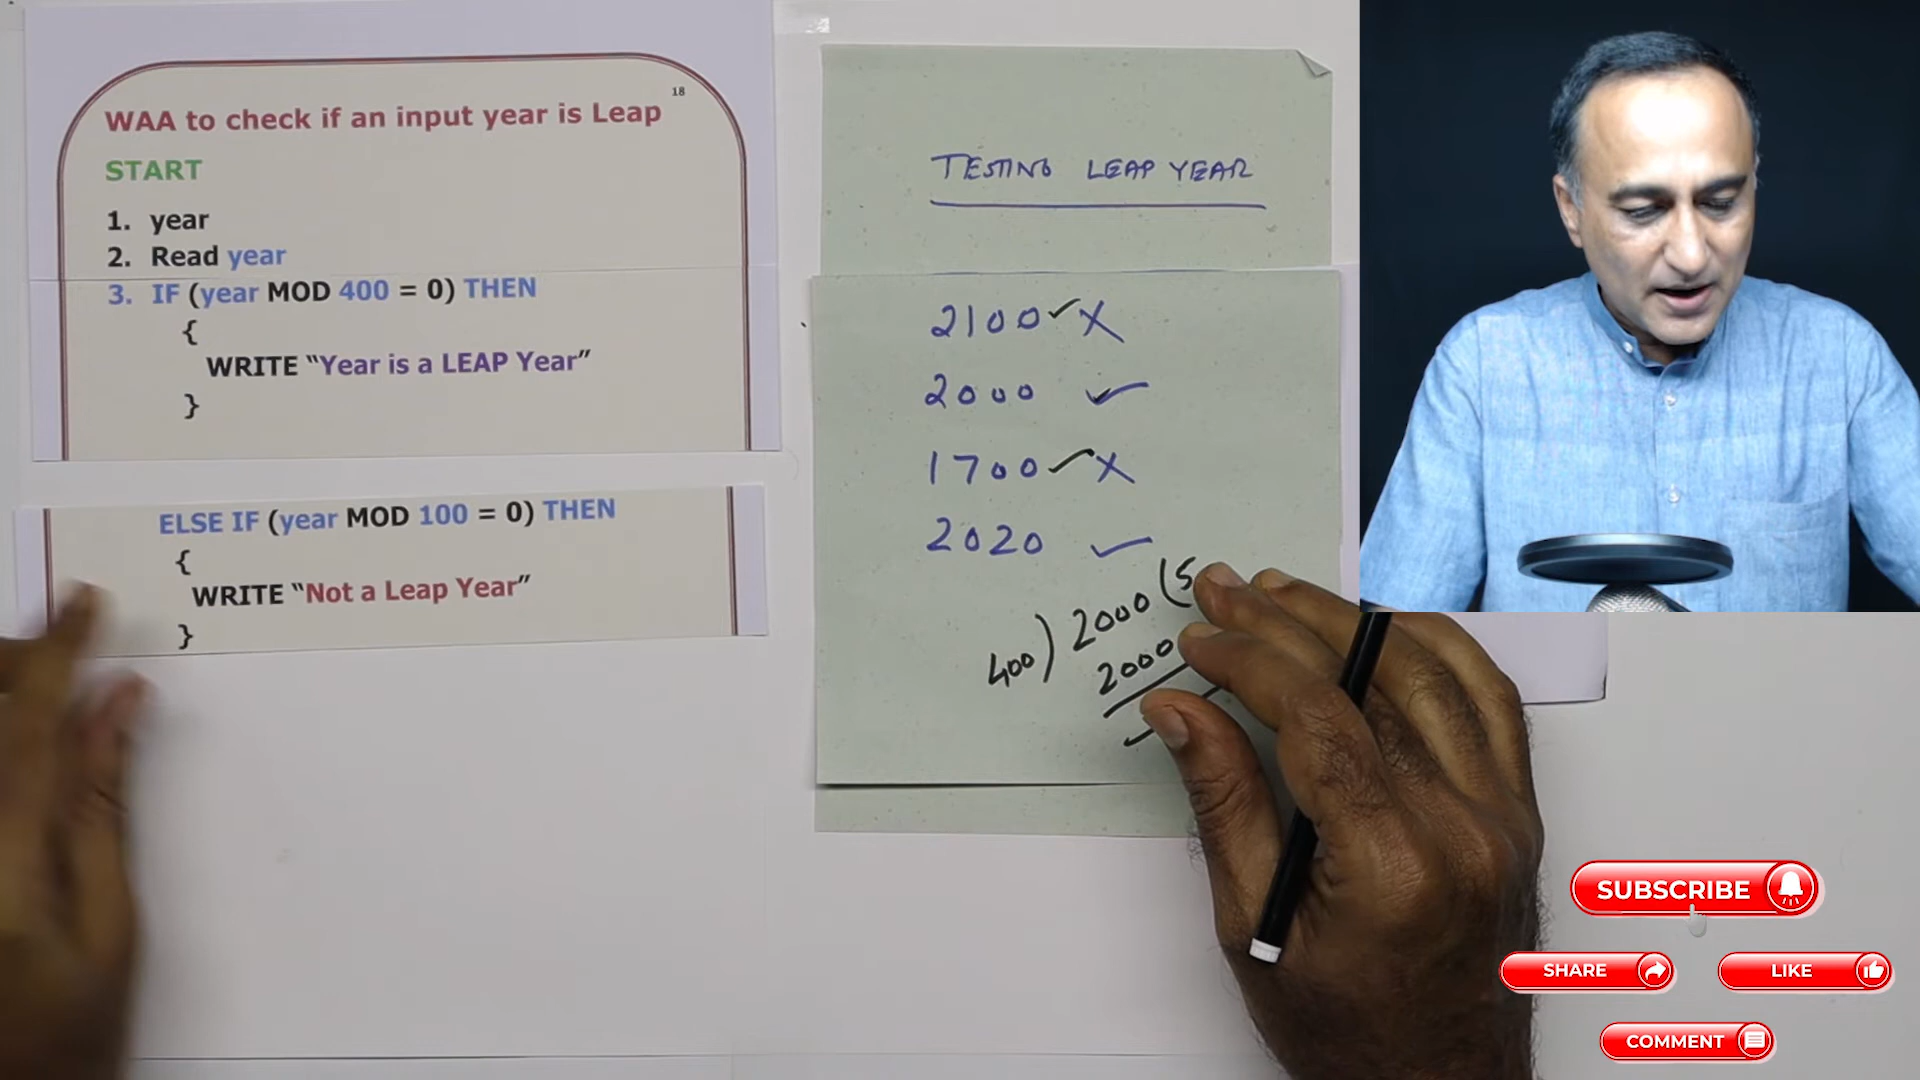 WAA to check if an input year is Leap
18
START
1. year
2. Read year
3. IF (year MOD 400 = 0) THEN
{
WRITE “Year is a LEAP Year”
}
ELSE IF (year MOD 100 = 0) THEN
{
WRITE “Not a Leap Year”
}
TESTING LEAP YEAR
2100 ✓ X
2000 ✓
1700 ✓ X
2020 ✓
400) 2000 (5
2000
SUBSCRIBE
SHARE
LIKE
COMMENT